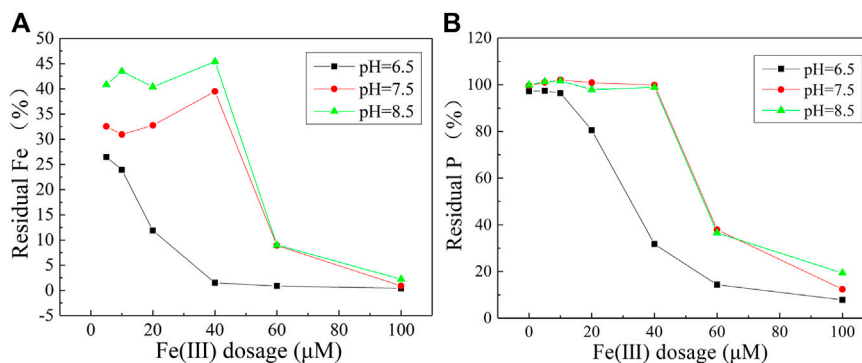 A
50
45
40
35
30
25
20
15
10
5
0
-5
Residual Fe (%)
pH=6.5
pH=7.5
pH=8.5
0 20 40 60 80 100
Fe(III) dosage (μM)
B
120
100
80
60
40
20
0
Residual P (%)
pH=6.5
pH=7.5
pH=8.5
0 20 40 60 80 100
Fe(III) dosage (μM)